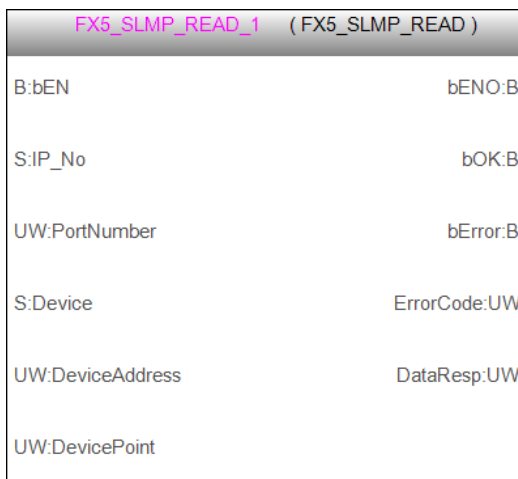 FX5_SLMP_READ_1 ( FX5_SLMP_READ )
B:bEN bENO:B
S:IP_No bOK:B
UW:PortNumber bError:B
S:Device ErrorCode:UW
UW:DeviceAddress DataResp:UW
UW:DevicePoint